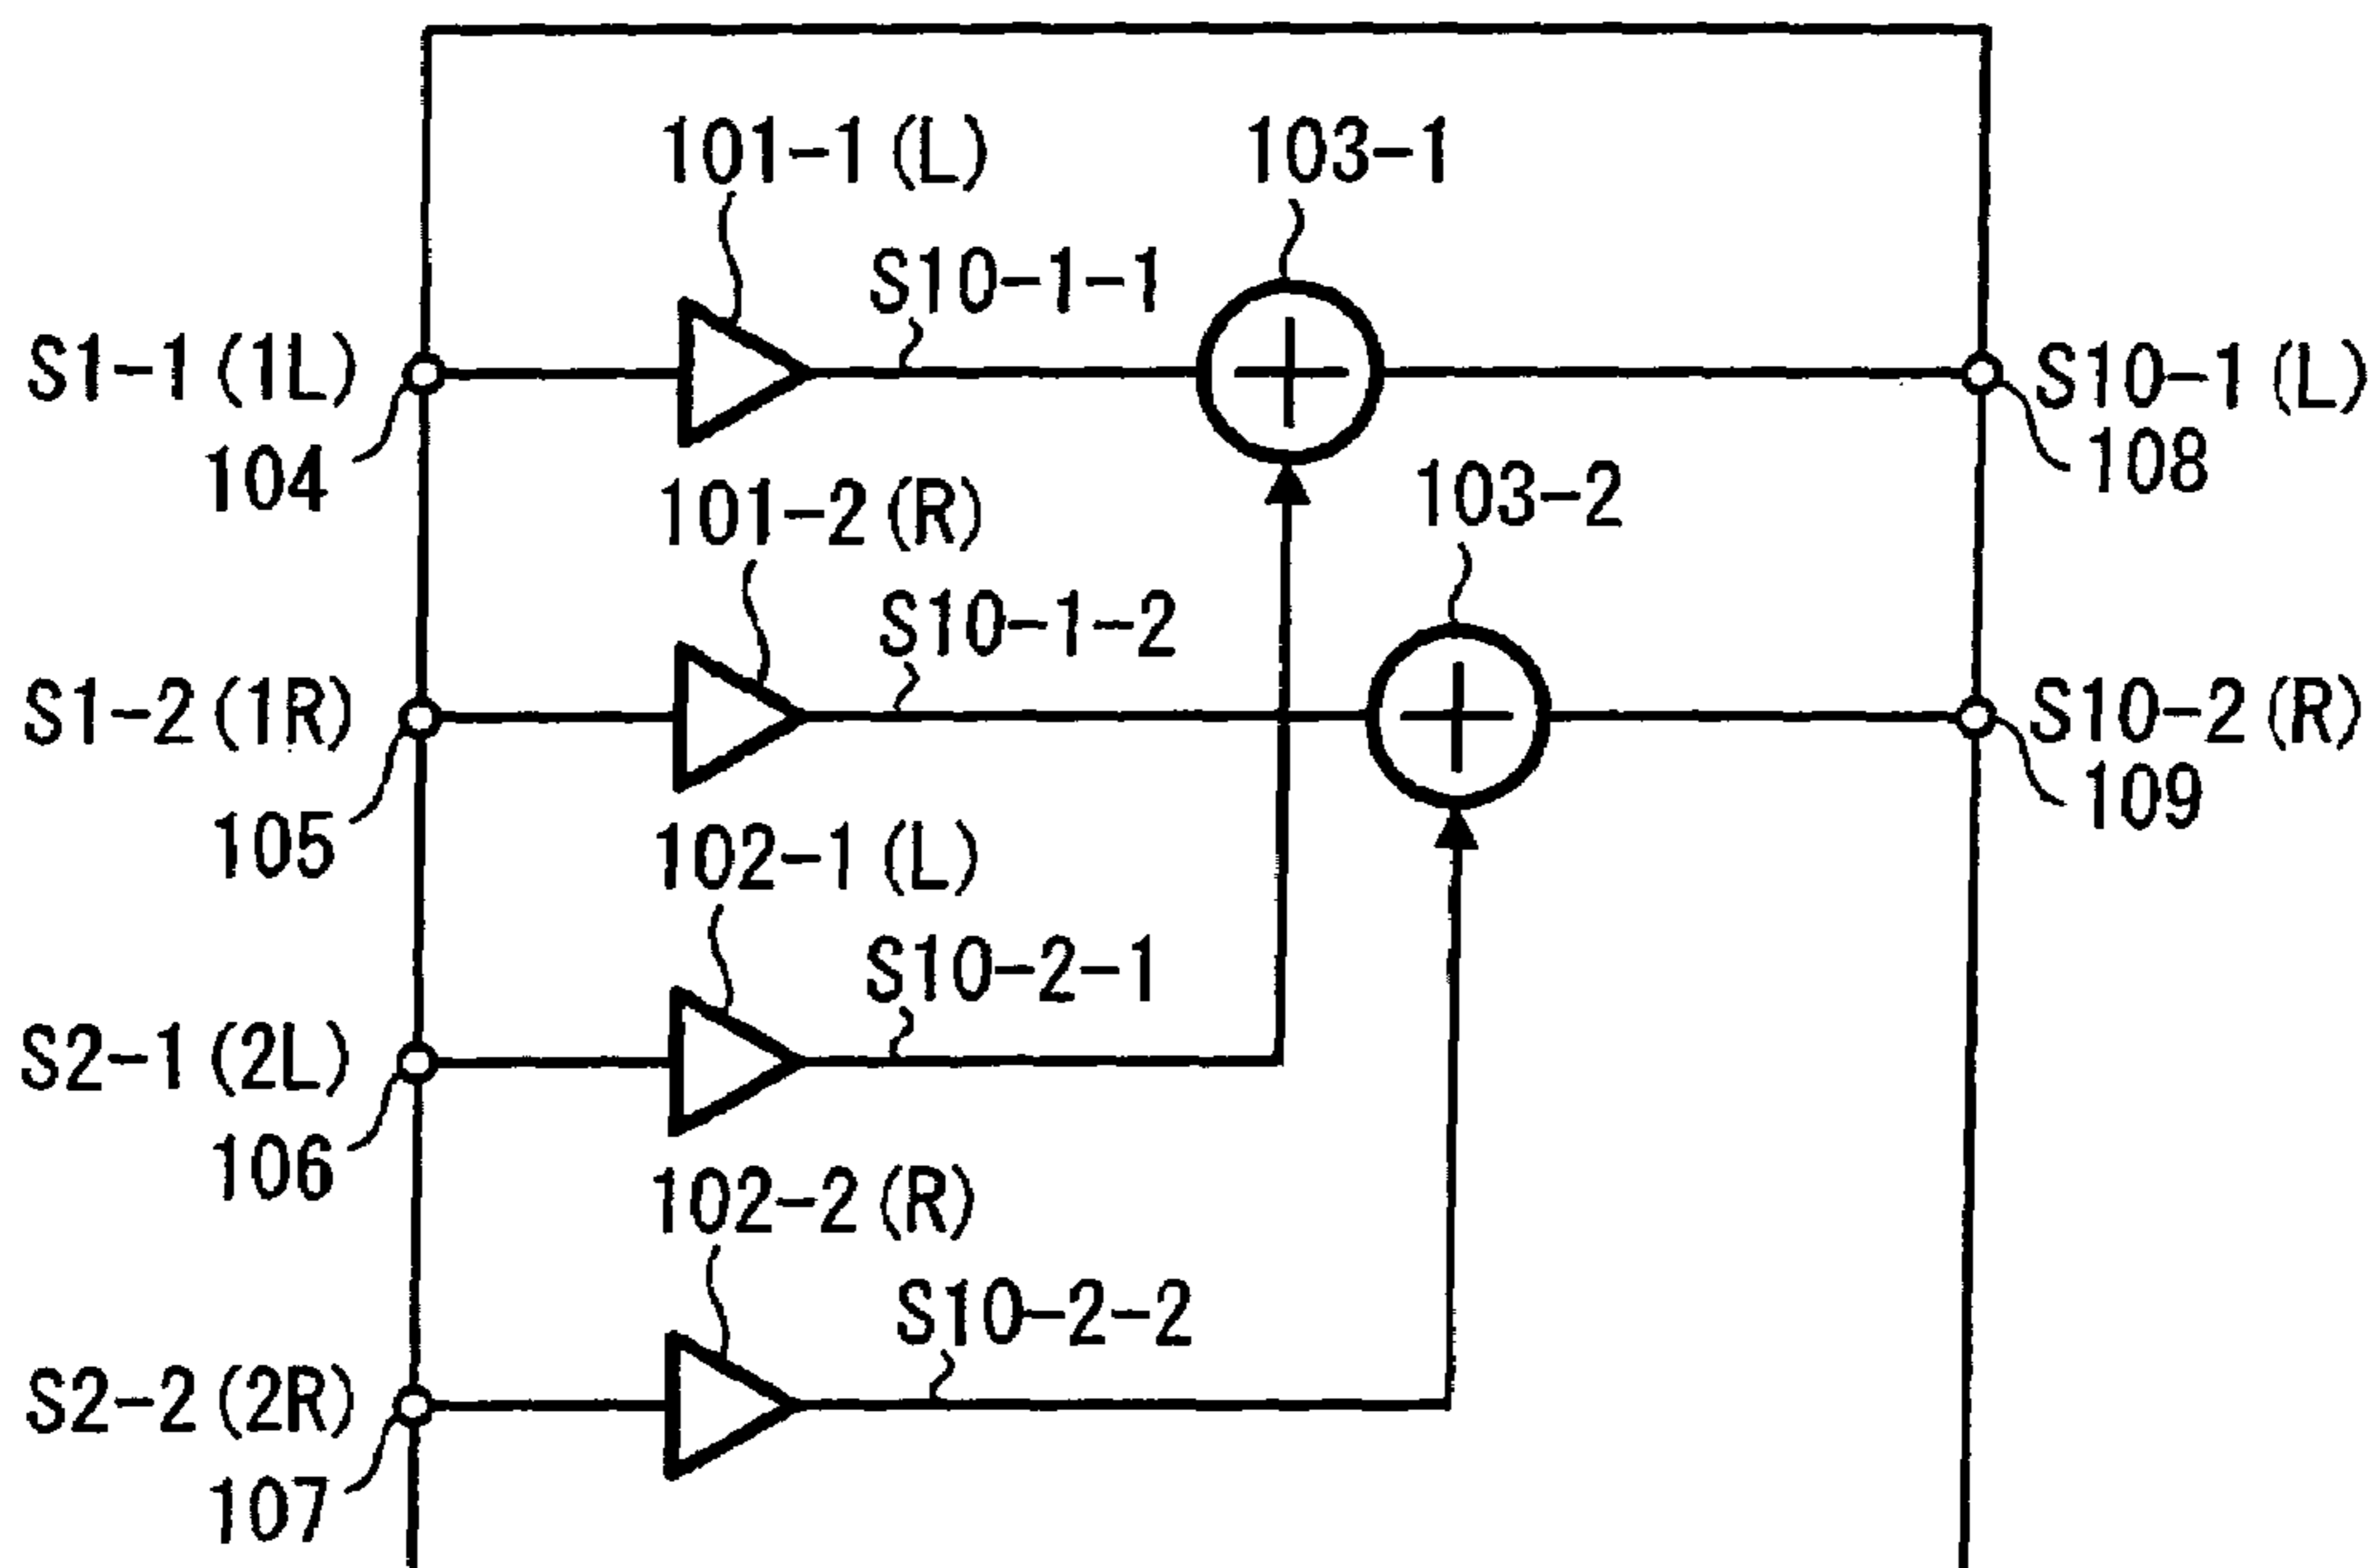 101-1 (L)
103-1
S10-1-1
S1-1 (1L)
S10-1 (L)
104
108
101-2 (R)
103-2
S10-1-2
S1-2 (1R)
S10-2 (R)
105
109
102-1 (L)
S10-2-1
S2-1 (2L)
106
102-2 (R)
S10-2-2
S2-2 (2R)
107